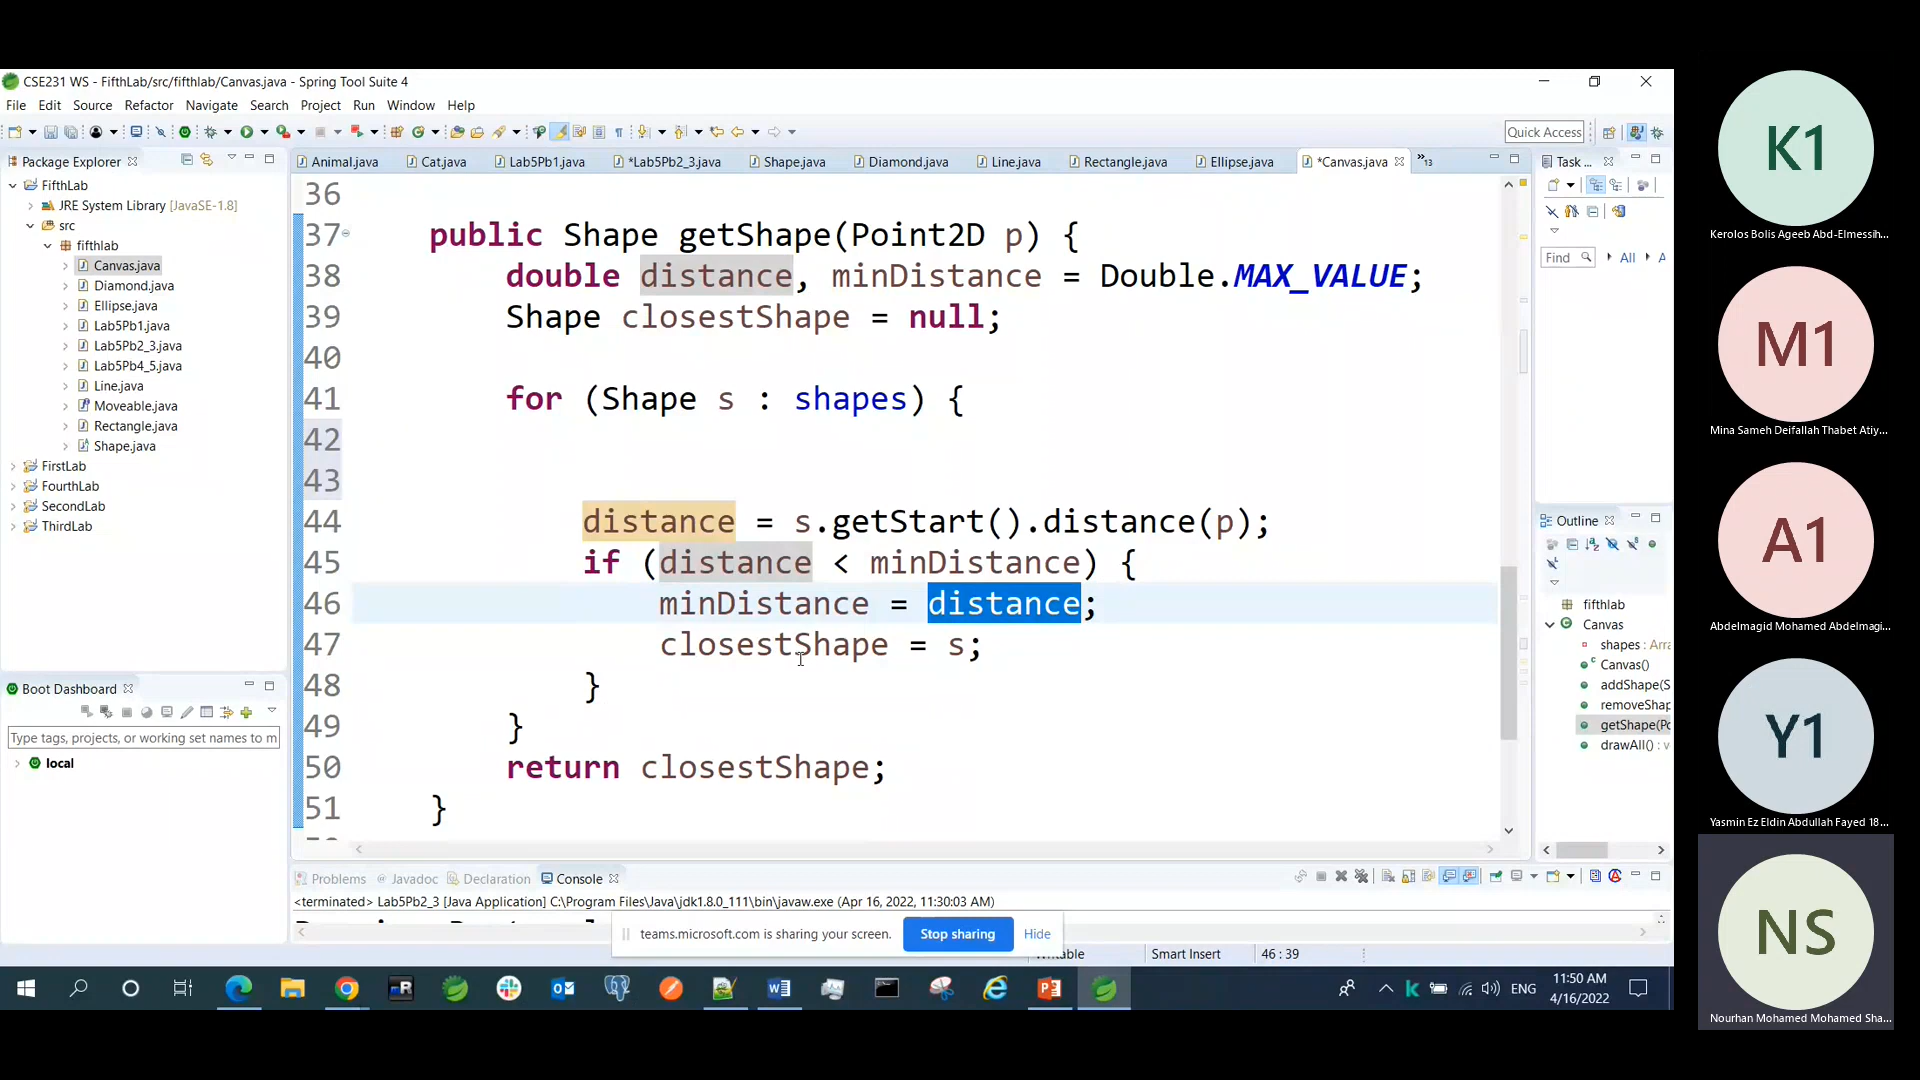 CSE231 WS - FifthLab/src/fifthlab/Canvas.java - Spring Tool Suite 4
File Edit Source Refactor Navigate Search Project Run Window Help
Quick Access
Package Explorer
FifthLab
JRE System Library [JavaSE-1.8]
src
fifthlab
Canvas.java
Diamond.java
Ellipse.java
Lab5Pb1.java
Lab5Pb2_3.java
Lab5Pb4_5.java
Line.java
Moveable.java
Rectangle.java
Shape.java
FirstLab
FourthLab
SecondLab
ThirdLab
Boot Dashboard
Type tags, projects, or working set names to m
local
Animal.java Cat.java Lab5Pb1.java *Lab5Pb2_3.java Shape.java Diamond.java Line.java Rectangle.java Ellipse.java *Canvas.java »13
36
37 public Shape getShape(Point2D p) {
38 double distance, minDistance = Double.MAX_VALUE;
39 Shape closestShape = null;
40
41 for (Shape s : shapes) {
42
43
44 distance = s.getStart().distance(p);
45 if (distance < minDistance) {
46 minDistance = distance;
47 closestShape = s;
48 }
49 }
50 return closestShape;
51 }
Problems @ Javadoc Declaration Console
<terminated> Lab5Pb2_3 [Java Application] C:\Program Files\Java\jdk1.8.0_111\bin\javaw.exe (Apr 16, 2022, 11:30:03 AM)
teams.microsoft.com is sharing your screen. Stop sharing Hide
Smart Insert 46 : 39
Task ...
Find All A
Outline
fifthlab
Canvas
shapes : Arra
Canvas()
addShape(S
removeShap
getShape(Po
drawAll() : v
ENG
11:50 AM
4/16/2022
K1
Kerolos Bolis Ageeb Abd-Elmessih...
M1
Mina Sameh Deifallah Thabet Atiy...
A1
Abdelmagid Mohamed Abdelmagi...
Y1
Yasmin Ez Eldin Abdullah Fayed 18...
NS
Nourhan Mohamed Mohamed Sha...